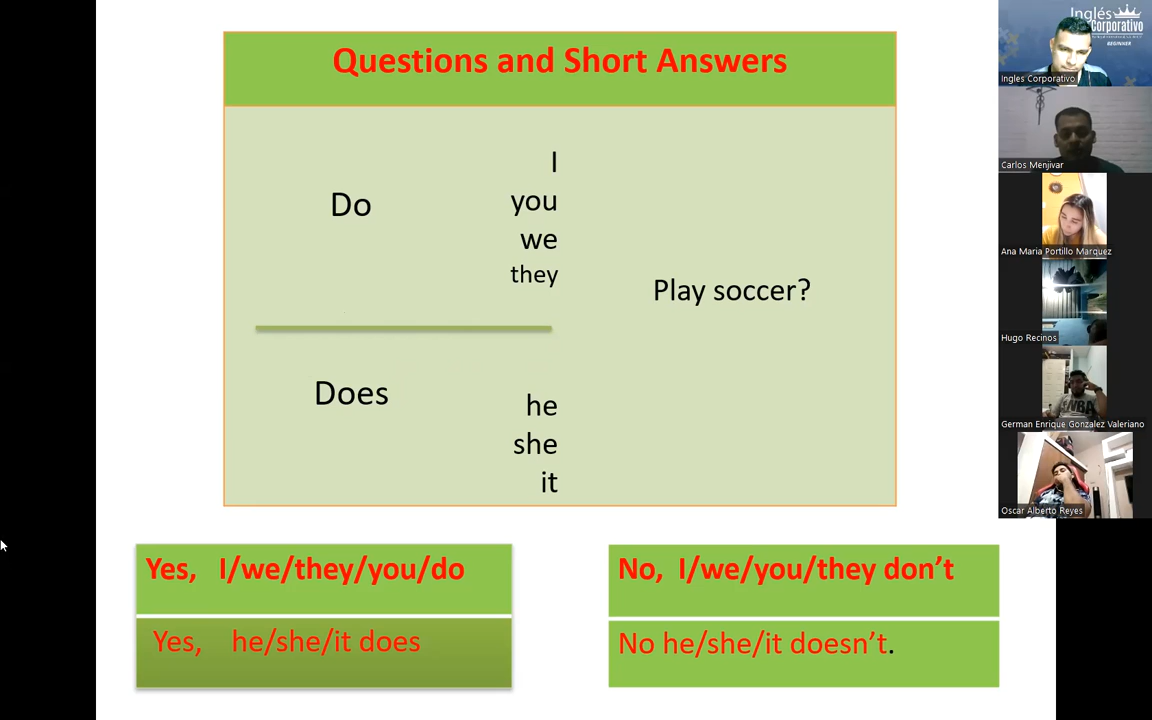 Questions and Short Answers
Do
I
you
we
they
Play soccer?
Does
he
she
it
Yes, I/we/they/you/do
Yes, he/she/it does
No, I/we/you/they don't
No he/she/it doesn't.
Inglés
Corporativo
BEGINNER
Ingles Corporativo
Carlos Menjivar
Ana Maria Portillo Marquez
Hugo Recinos
German Enrique Gonzalez Valeriano
Oscar Alberto Reyes
NBA